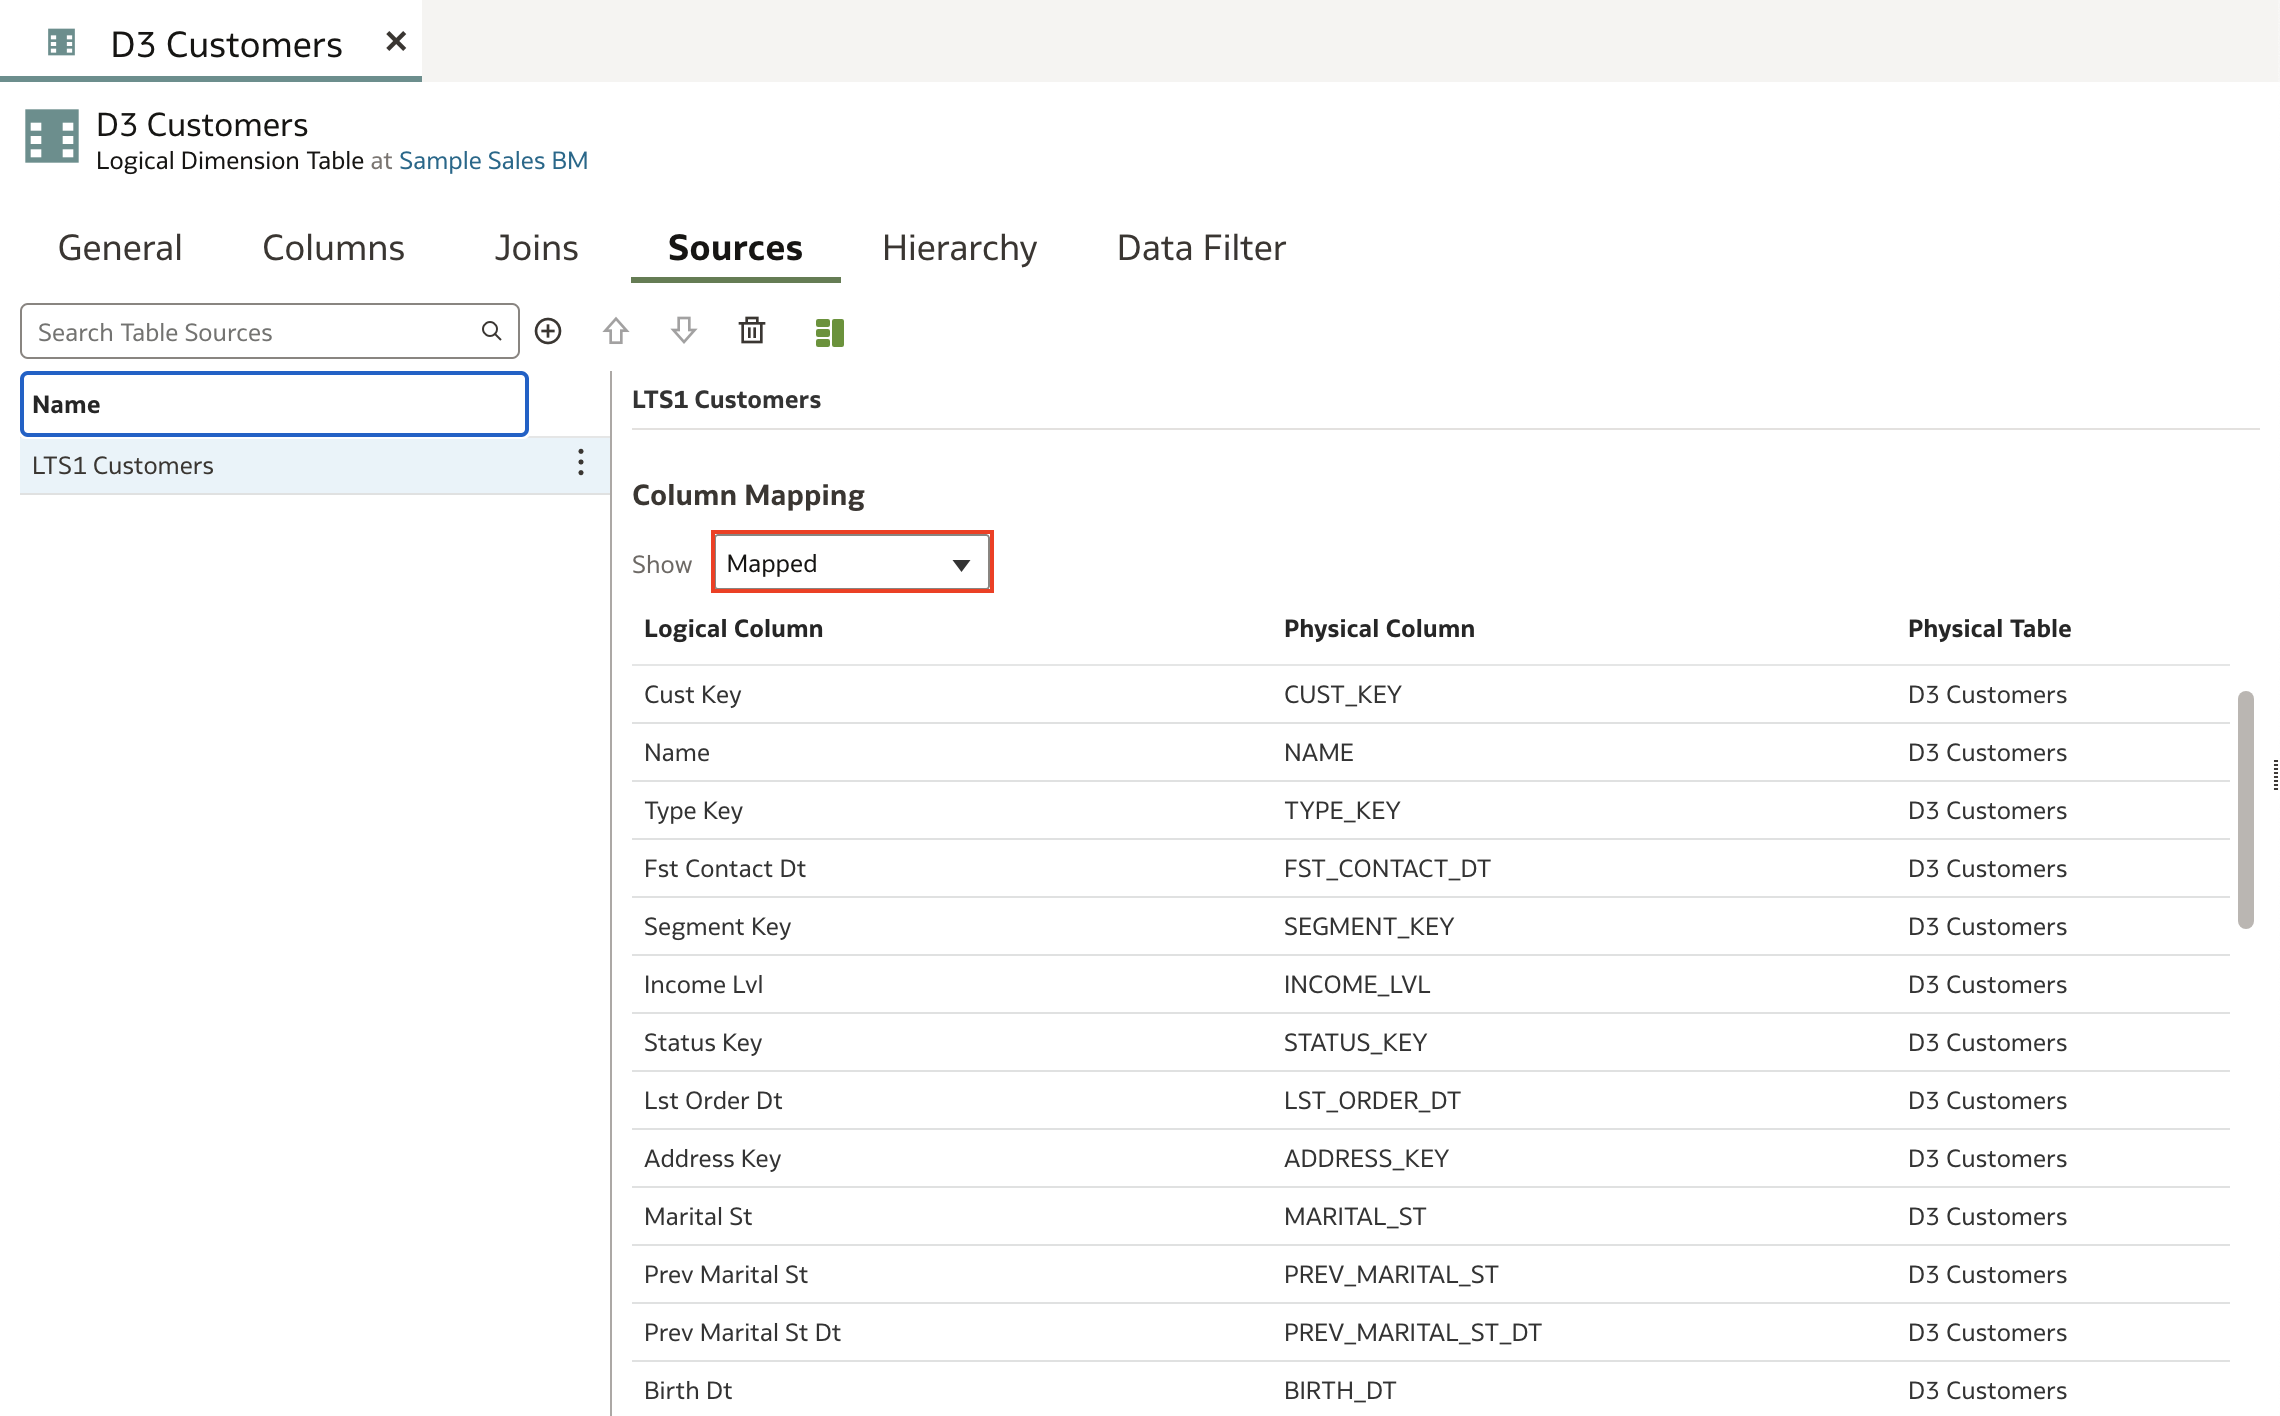 D3 Customers
D3 Customers
Logical Dimension Table at Sample Sales BM
General Columns Joins Sources Hierarchy Data Filter
Search Table Sources
Name
LTS1 Customers
LTS1 Customers
Column Mapping
Show Mapped
Logical Column Physical Column Physical Table
Cust Key CUST_KEY D3 Customers
Name NAME D3 Customers
Type Key TYPE_KEY D3 Customers
Fst Contact Dt FST_CONTACT_DT D3 Customers
Segment Key SEGMENT_KEY D3 Customers
Income Lvl INCOME_LVL D3 Customers
Status Key STATUS_KEY D3 Customers
Lst Order Dt LST_ORDER_DT D3 Customers
Address Key ADDRESS_KEY D3 Customers
Marital St MARITAL_ST D3 Customers
Prev Marital St PREV_MARITAL_ST D3 Customers
Prev Marital St Dt PREV_MARITAL_ST_DT D3 Customers
Birth Dt BIRTH_DT D3 Customers